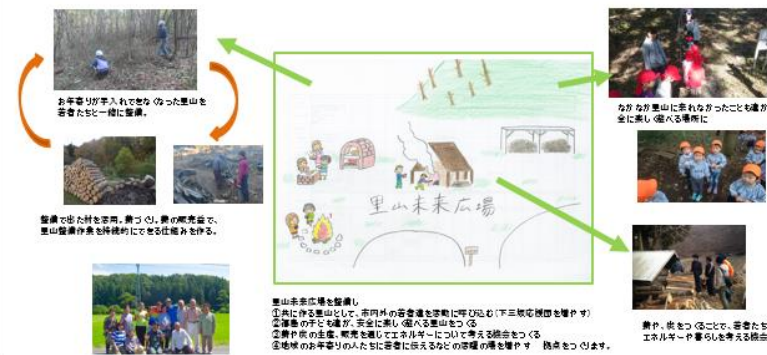 お年寄りが手入れできなくなった里山を
若者たちと一緒に整備。
整備で出た材を活用。薪づくり。薪の販売益で、
里山整備作業を持続的にできる仕組みを作る。
里山未来広場
里山未来広場を整備し
①共に作る里山として、市内外の若者達を活動に呼び込む(下三坂応援団を増やす)
②福島の子ども達が、安全に楽しく遊べる里山をつくる
③薪や炭の生産、販売を通じてエネルギーについて考える機会をつくる
④地域のお年寄りの人たちに若者に伝えるなどの活躍の場を増やす 拠点をつくります。
なかなか里山に来れなかったこども達が
全に楽しく遊べる場所に
薪や、炭をつくることで、若者たち
エネルギーや暮らしを考える機会